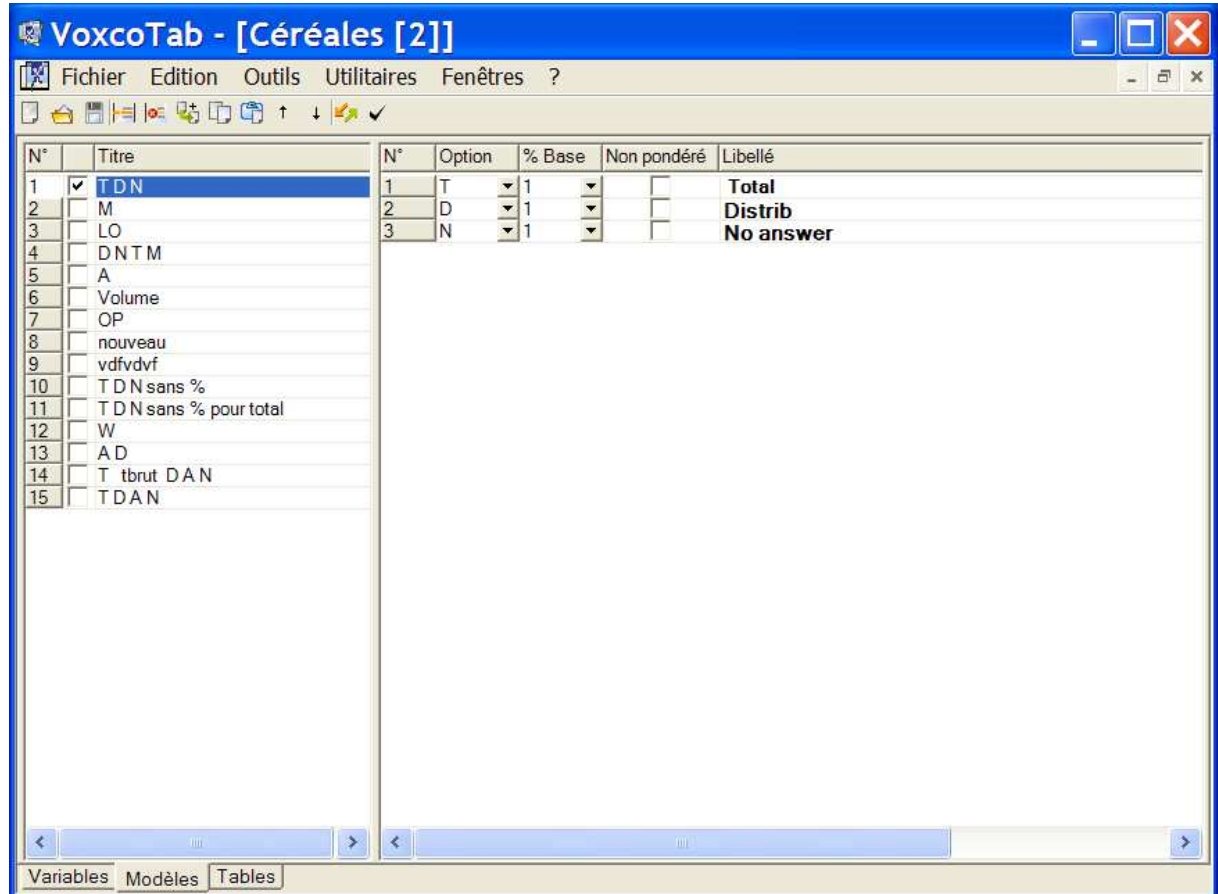 VoxcoTab - [Céréales [2]]
Fichier Edition Outils Utilitaires Fenêtres ?
N° Titre
1 T D N
2 M
3 LO
4 D N T M
5 A
6 Volume
7 OP
8 nouveau
9 vdfvdvf
10 T D N sans %
11 T D N sans % pour total
12 W
13 A D
14 T tbrut D A N
15 T D A N
N° Option % Base Non pondéré Libellé
1 T 1 Total
2 D 1 Distrib
3 N 1 No answer
Variables Modèles Tables